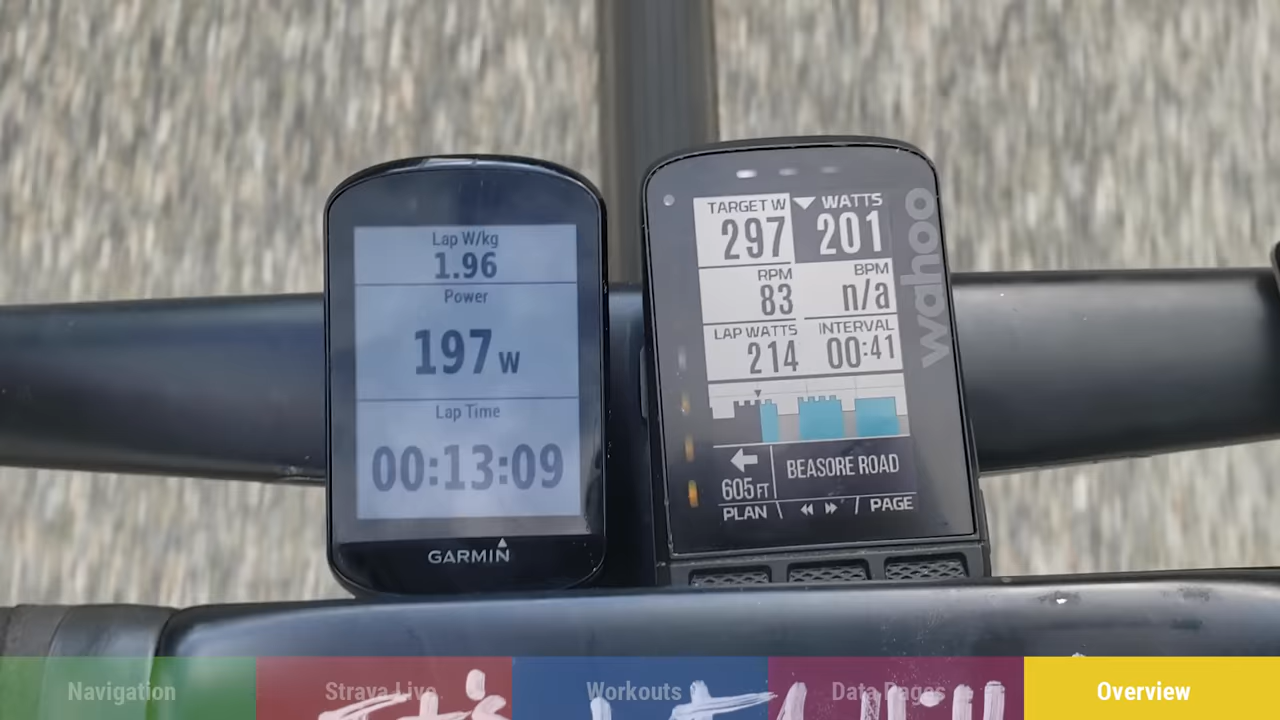 Lap W/kg
1.96
Power
197 w
Lap Time
00:13:09
GARMIN
TARGET W WATTS
297 201
RPM BPM
83 n/a
LAP WATTS INTERVAL
214 00:41
BEASORE ROAD
605 FT
PLAN PAGE
wahoo
Navigation
Strava Live
Workouts
Data Pages
Overview